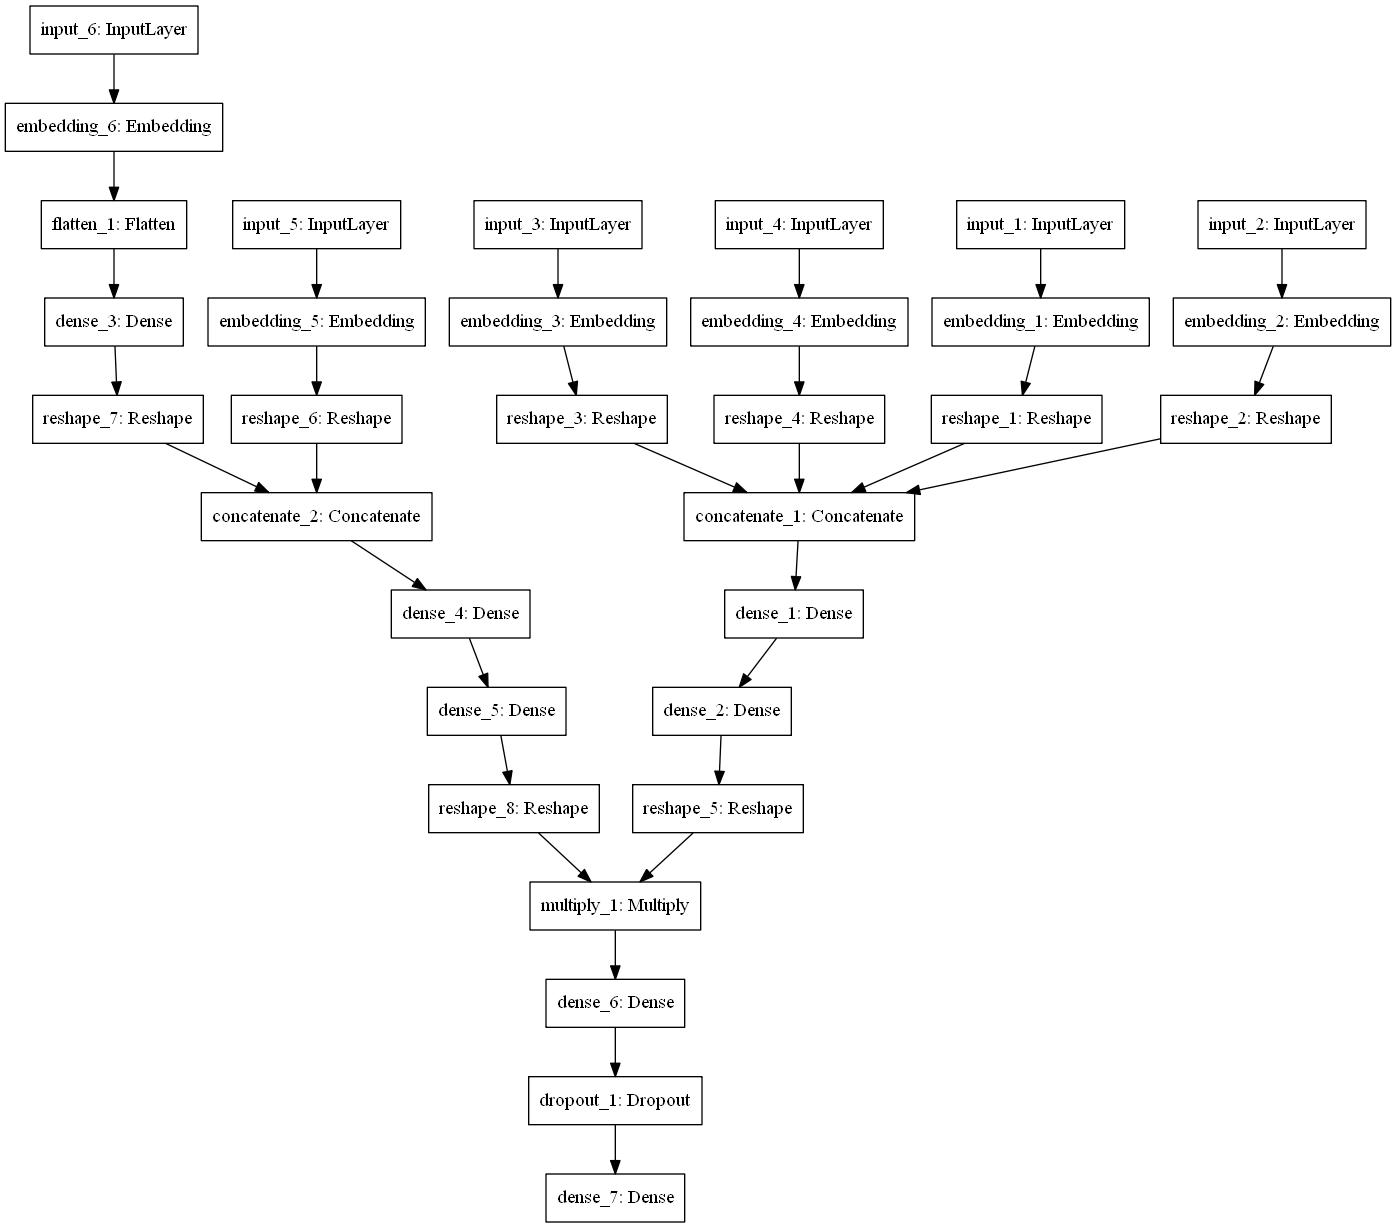 input_6: InputLayer
embedding_6: Embedding
flatten_1: Flatten
input_5: InputLayer
input_3: InputLayer
input_4: InputLayer
input_1: InputLayer
input_2: InputLayer
dense_3: Dense
embedding_5: Embedding
embedding_3: Embedding
embedding_4: Embedding
embedding_1: Embedding
embedding_2: Embedding
reshape_7: Reshape
reshape_6: Reshape
reshape_3: Reshape
reshape_4: Reshape
reshape_1: Reshape
reshape_2: Reshape
concatenate_2: Concatenate
concatenate_1: Concatenate
dense_4: Dense
dense_1: Dense
dense_5: Dense
dense_2: Dense
reshape_8: Reshape
reshape_5: Reshape
multiply_1: Multiply
dense_6: Dense
dropout_1: Dropout
dense_7: Dense